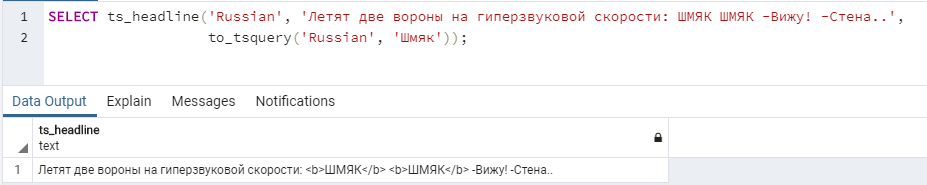 1 SELECT ts_headline('Russian', 'Летят две вороны на гиперзвуковой скорости: ШМЯК ШМЯК -Вижу! -Стена..',
2 to_tsquery('Russian', 'Шмяк'));
Data Output Explain Messages Notifications
ts_headline
text
1 Летят две вороны на гиперзвуковой скорости: <b>ШМЯК</b> <b>ШМЯК</b> -Вижу! -Стена..